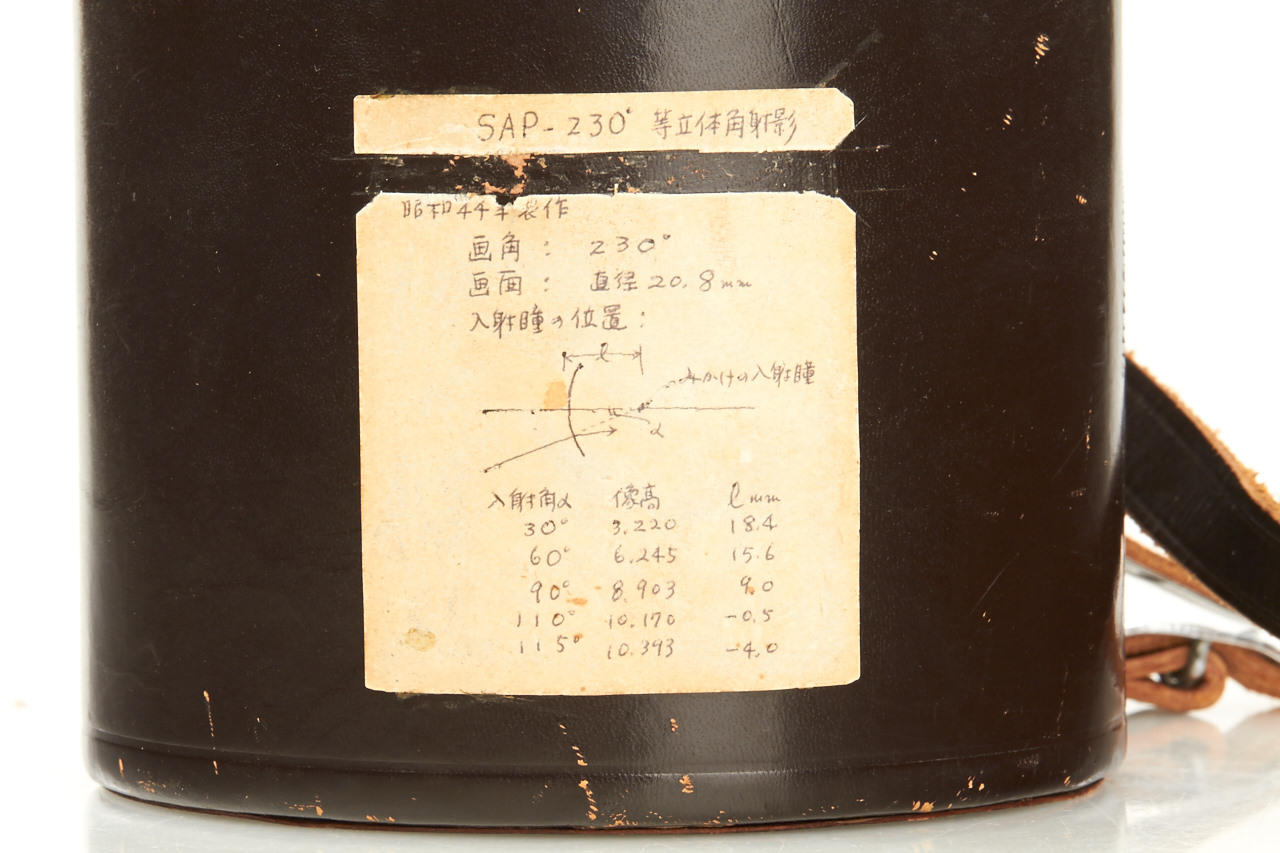 SAP-230° 等立体角射影
昭和44年製作
画角: 230°
画面: 直径20.8mm
入射瞳の位置:
l
みかけの入射瞳
α
入射角α 像高 lmm
30° 3.220 18.4
60° 6.245 15.6
90° 8.903 9.0
110° 10.170 -0.5
115° 10.393 -4.0